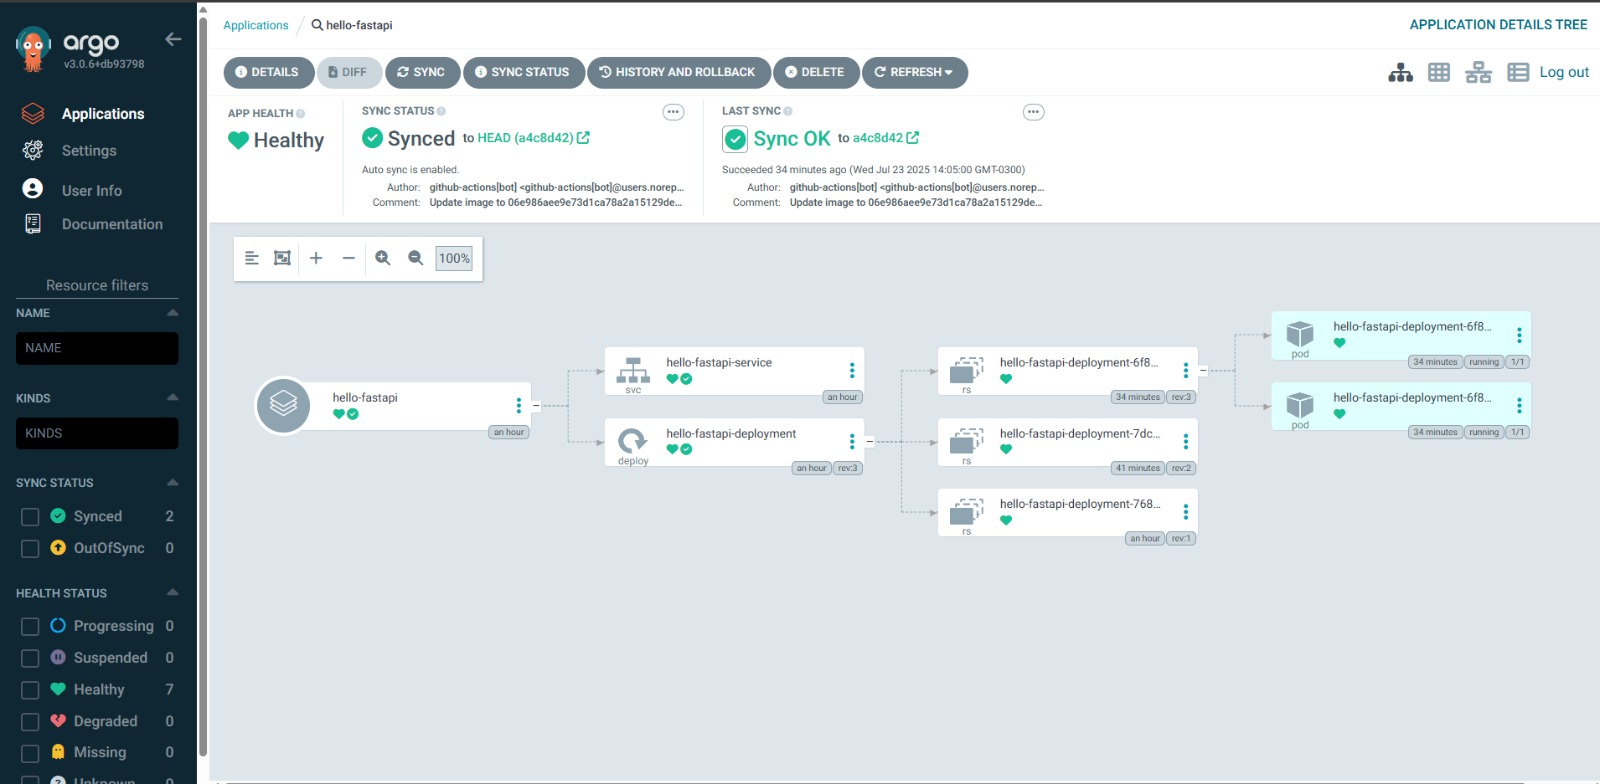 argo
v3.0.6+db93798
Applications
Settings
User Info
Documentation
Resource filters
NAME
NAME
KINDS
KINDS
SYNC STATUS
Synced 2
OutOfSync 0
HEALTH STATUS
Progressing 0
Suspended 0
Healthy 7
Degraded 0
Missing 0
Unknown 0
Applications / hello-fastapi
APPLICATION DETAILS TREE
DETAILS DIFF SYNC SYNC STATUS HISTORY AND ROLLBACK DELETE REFRESH
Log out
APP HEALTH
Healthy
SYNC STATUS
Synced to HEAD (a4c8d42)
Auto sync is enabled.
Author: github-actions[bot] <github-actions[bot]@users.norep...
Comment: Update image to 06e986aee9e73d1ca78a2a15129de...
LAST SYNC
Sync OK to a4c8d42
Succeeded 34 minutes ago (Wed Jul 23 2025 14:05:00 GMT-0300)
Author: github-actions[bot] <github-actions[bot]@users.norep...
Comment: Update image to 06e986aee9e73d1ca78a2a15129de...
100%
hello-fastapi
an hour
svc
hello-fastapi-service
an hour
deploy
hello-fastapi-deployment
an hour rev:3
rs
hello-fastapi-deployment-6f8...
34 minutes rev:3
rs
hello-fastapi-deployment-7dc...
41 minutes rev:2
rs
hello-fastapi-deployment-768...
an hour rev:1
pod
hello-fastapi-deployment-6f8...
34 minutes running 1/1
pod
hello-fastapi-deployment-6f8...
34 minutes running 1/1